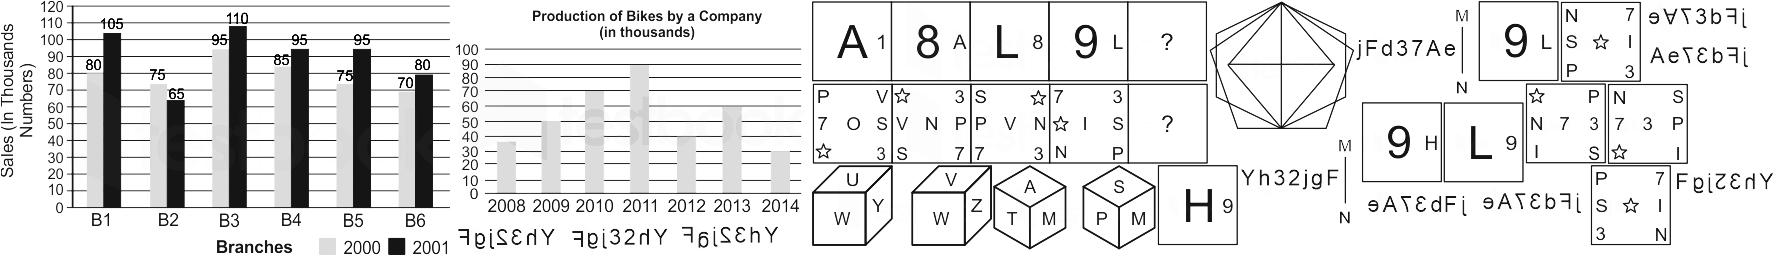 120
110
100
90
80
70
60
50
40
30
20
10
0
Sales (In Thousands Numbers)
80 105
75 65
95 110
85 95
75 95
70 80
B1 B2 B3 B4 B5 B6
Branches 2000 2001
Production of Bikes by a Company
(in thousands)
100
90
80
70
60
50
40
30
20
10
0
2008 2009 2010 2011 2012 2013 2014
A 1 8 A L 8 9 L ?
P V ☆ 3 S ☆ 7 3
7 O S V N P P V N ☆ I S ?
☆ 3 S 7 7 3 N P
U W Y
V W Z
A T M
S P M
H 9
jFd37Ae
M
N
9 L
N 7
S ☆ I
P 3
Yh32jgF
M
N
9 H
L 9
☆ P
N 7 3
I S
N S
7 3 P
☆ I
P 7
S ☆ I
3 N